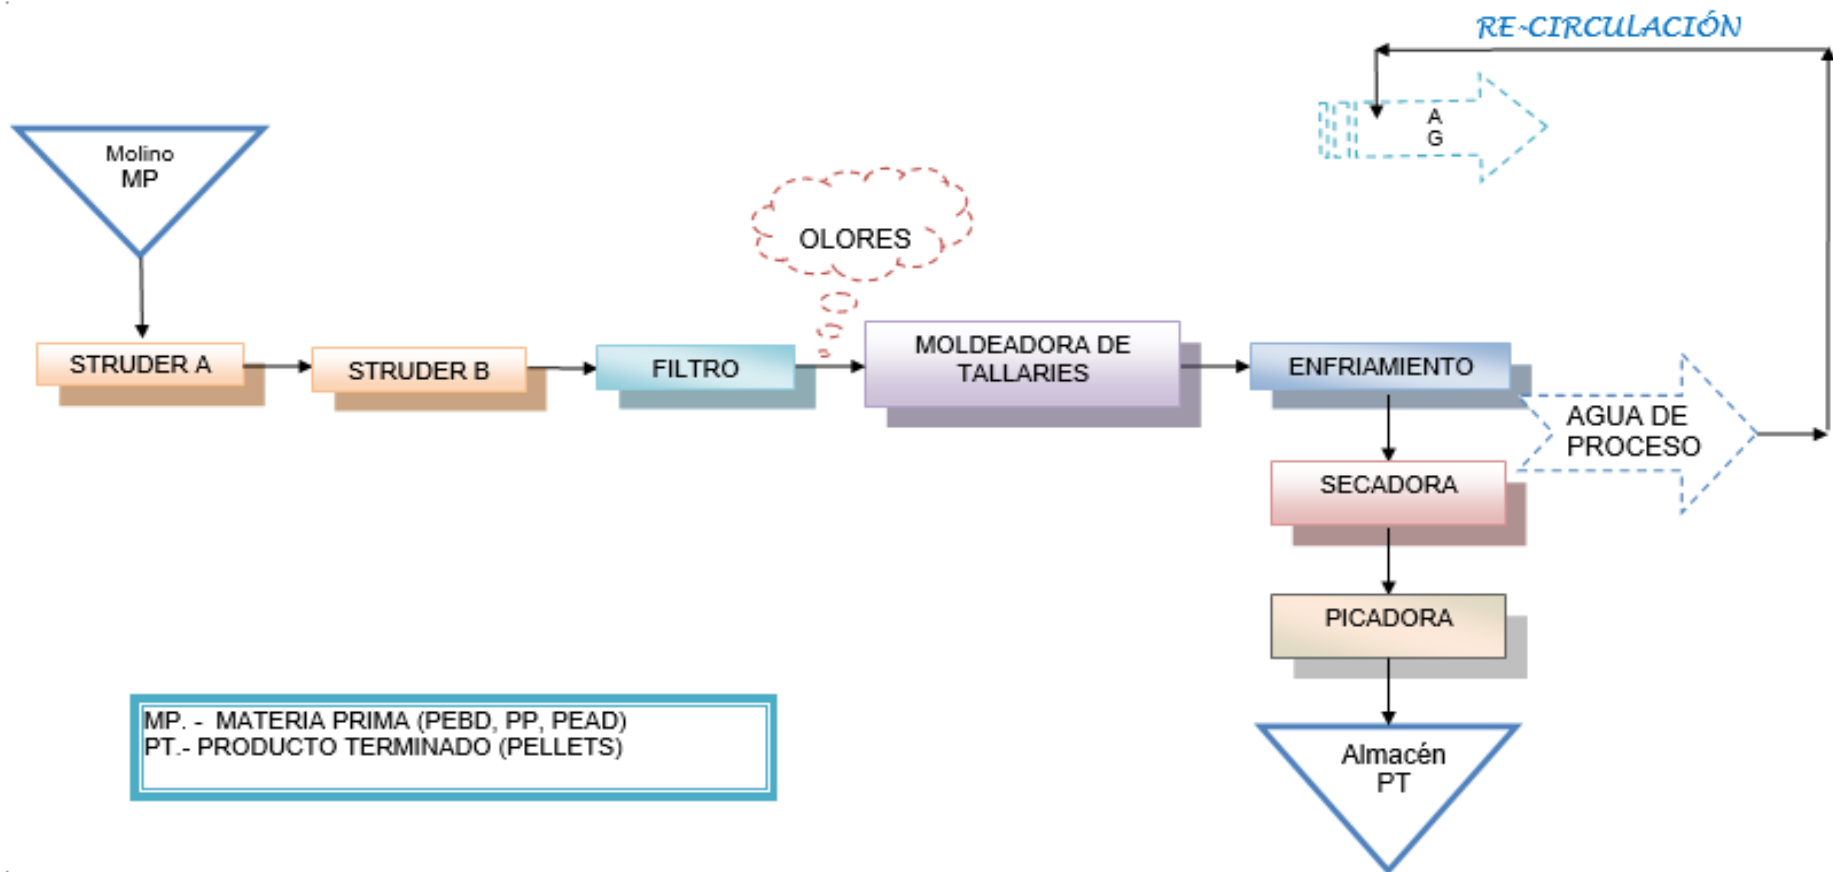 RE-CIRCULACIÓN
A
G
Molino
MP
OLORES
STRUDER A
STRUDER B
FILTRO
MOLDEADORA DE
TALLARIES
ENFRIAMIENTO
AGUA DE
PROCESO
SECADORA
PICADORA
Almacén
PT
MP. - MATERIA PRIMA (PEBD, PP, PEAD)
PT.- PRODUCTO TERMINADO (PELLETS)